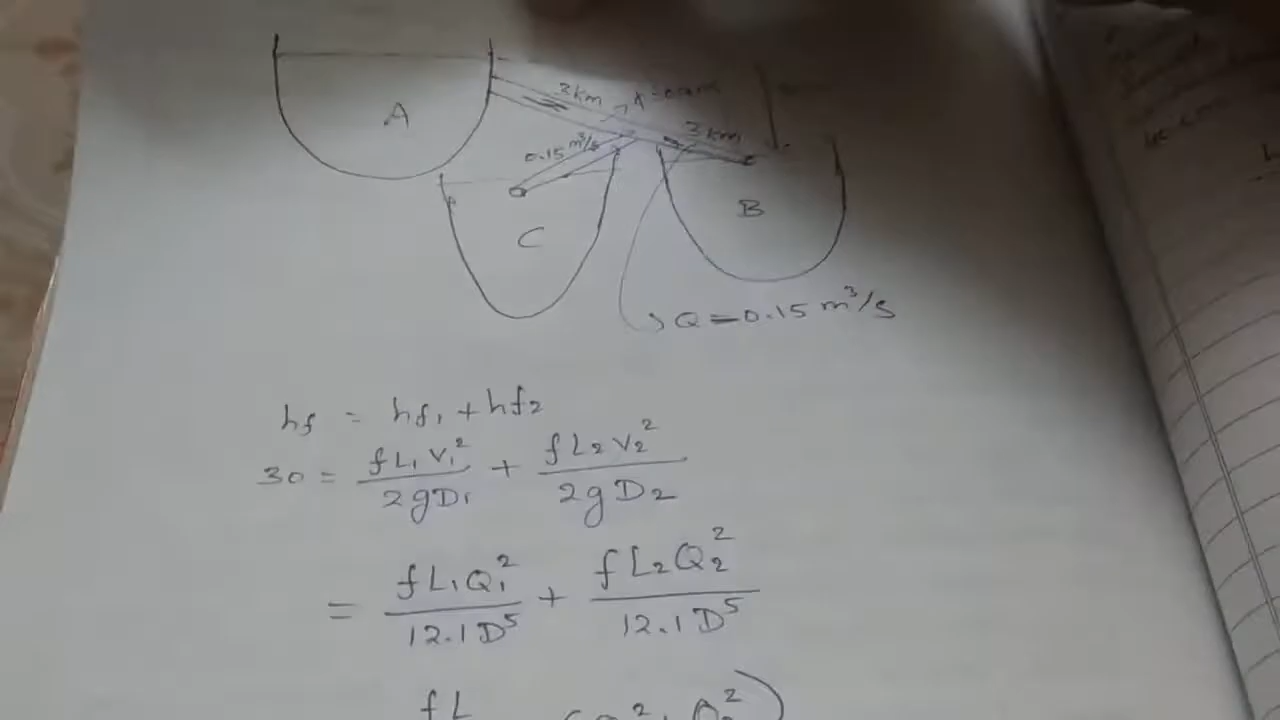 A
3km
3km
0.15 m³/s
B
C
Q = 0.15 m³/s
hf = hf₁ + hf₂
30 = fL₁V₁²/2gD₁ + fL₂V₂²/2gD₂
= fL₁Q₁²/12.1D⁵ + fL₂Q₂²/12.1D⁵
fL